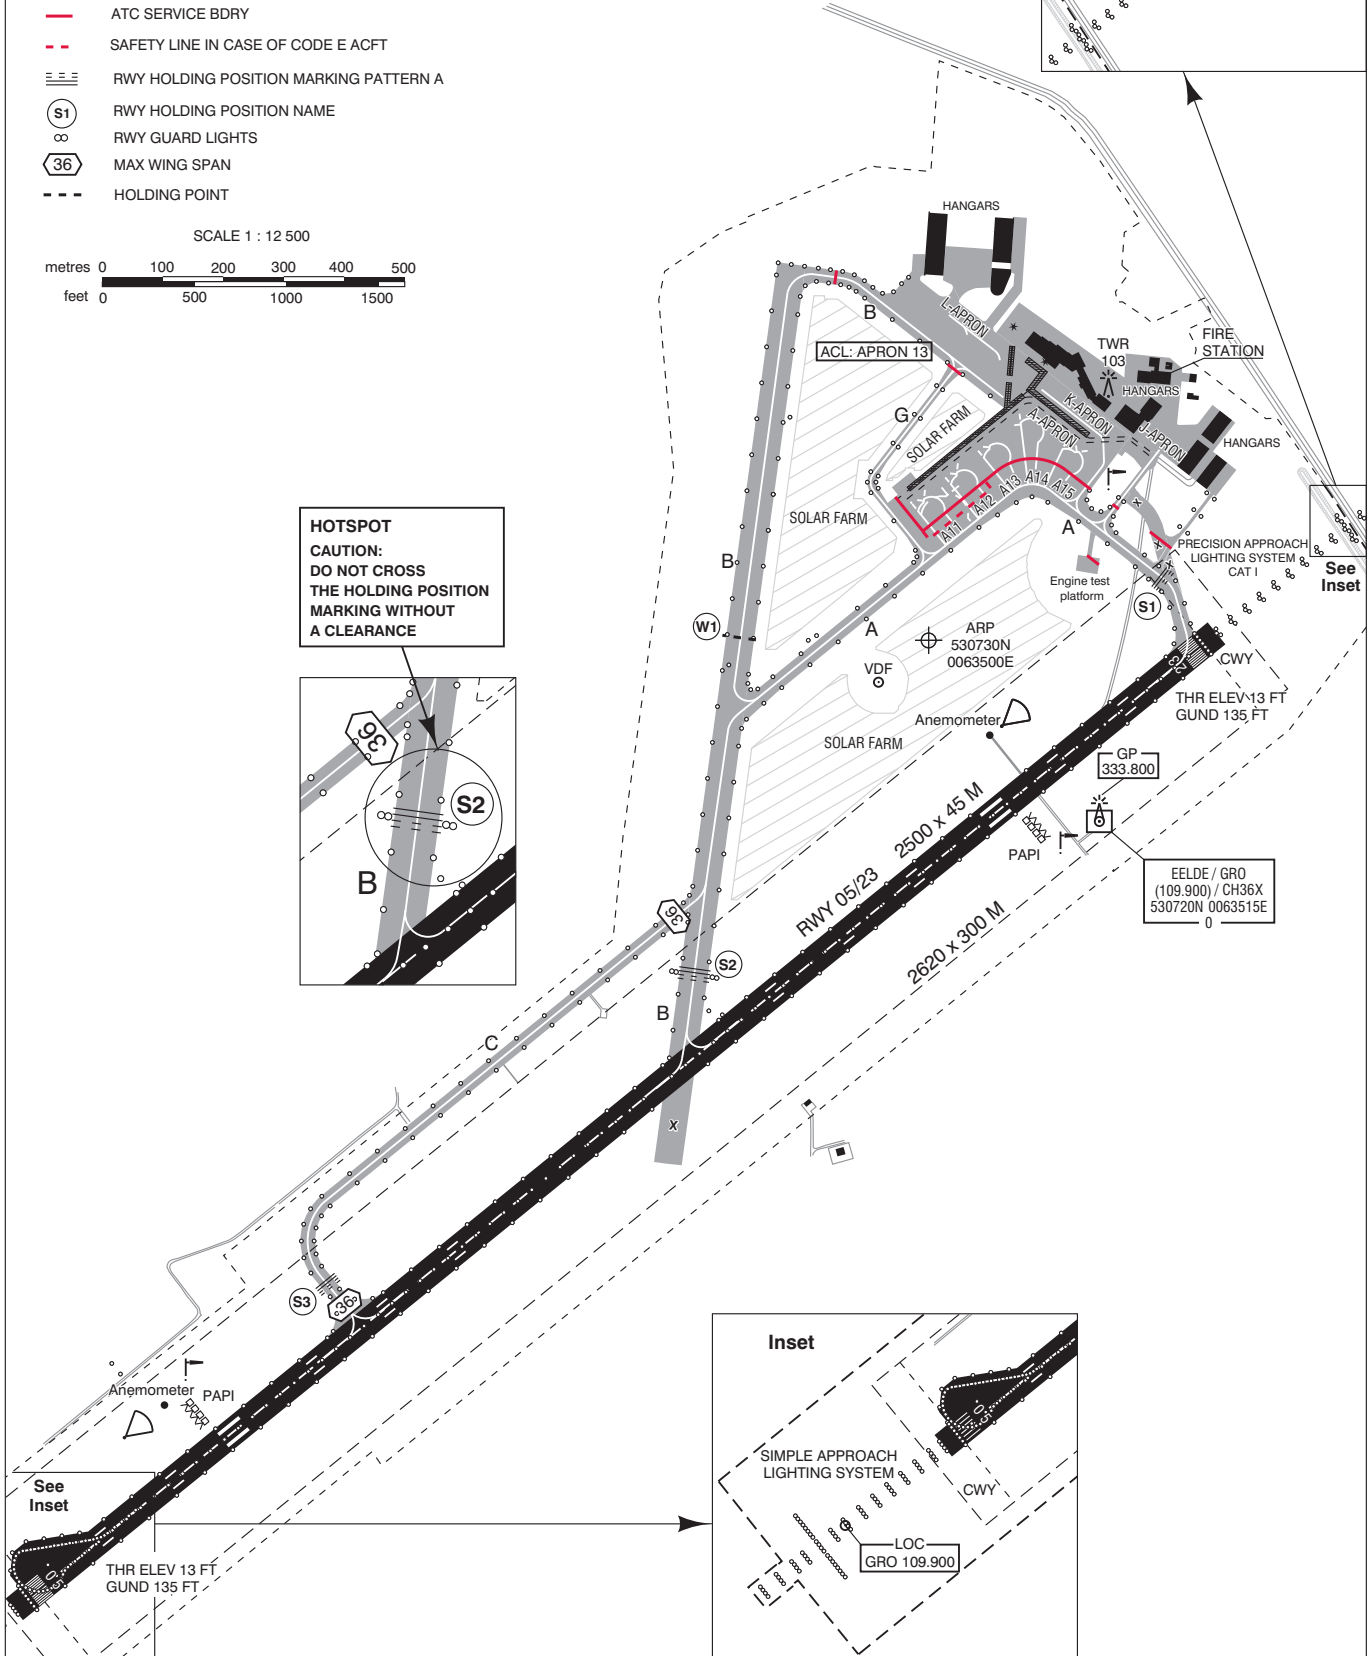 ATC SERVICE BDRY
SAFETY LINE IN CASE OF CODE E ACFT
RWY HOLDING POSITION MARKING PATTERN A
S1 RWY HOLDING POSITION NAME
RWY GUARD LIGHTS
36 MAX WING SPAN
HOLDING POINT
SCALE 1 : 12 500
metres 0 100 200 300 400 500
feet 0 500 1000 1500
HANGARS
L-APRON
B
ACL: APRON 13
TWR
103
FIRE
STATION
HANGARS
K-APRON
J-APRON
HANGARS
A-APRON
G
SOLAR FARM
A11
A12
A13
A14
A15
SOLAR FARM
A
PRECISION APPROACH
LIGHTING SYSTEM
CAT I
See
Inset
x
x
x
Engine test
platform
S1
HOTSPOT
CAUTION:
DO NOT CROSS
THE HOLDING POSITION
MARKING WITHOUT
A CLEARANCE
B
W1
A
ARP
530730N
0063500E
VDF
23
CWY
THR ELEV 13 FT
GUND 135 FT
Anemometer
SOLAR FARM
GP
333.800
36
S2
B
PAPI
EELDE / GRO
(109.900) / CH36X
530720N 0063515E
0
RWY 05/23 2500 x 45 M
2620 x 300 M
36
S2
B
C
x
S3
36
Anemometer
PAPI
See
Inset
05
THR ELEV 13 FT
GUND 135 FT
Inset
05
SIMPLE APPROACH
LIGHTING SYSTEM
CWY
LOC
GRO 109.900